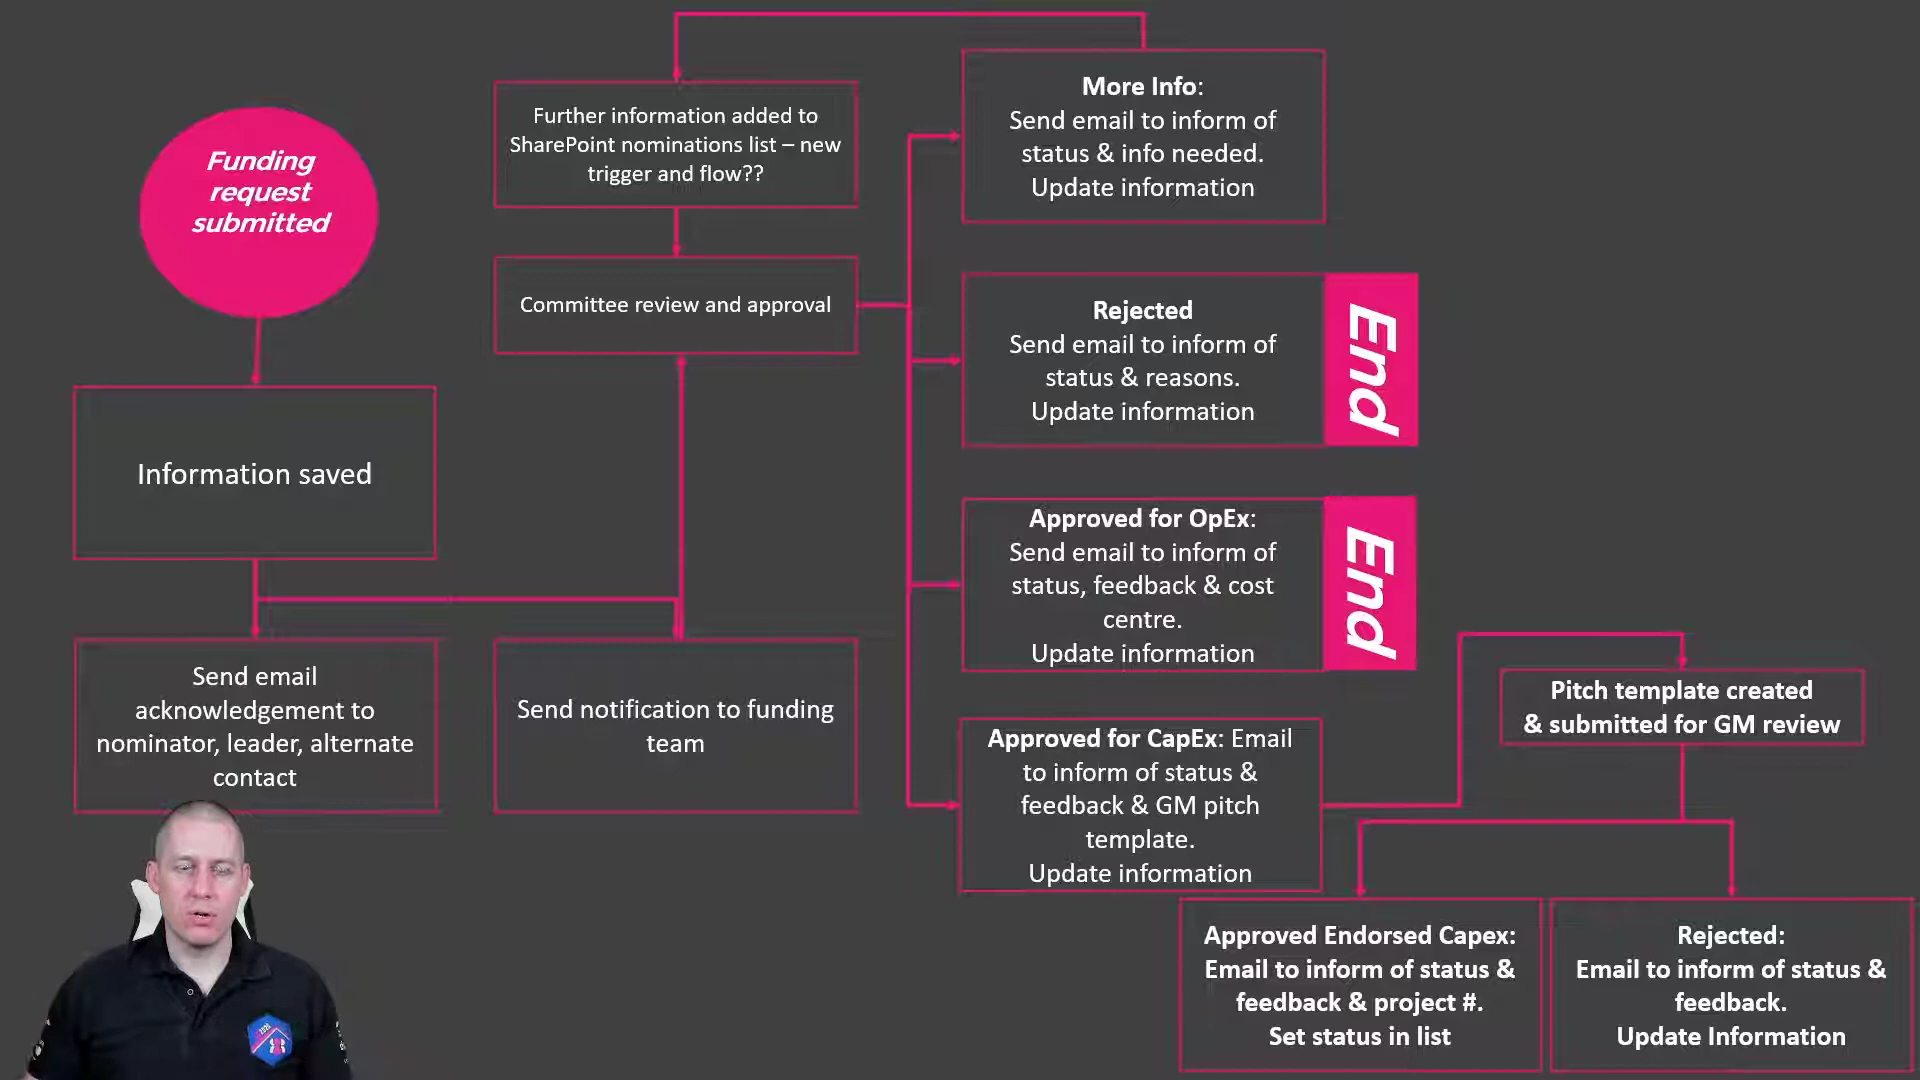 Funding
request
submitted
Information saved
Send email
acknowledgement to
nominator, leader, alternate
contact
Send notification to funding
team
Further information added to
SharePoint nominations list – new
trigger and flow??
Committee review and approval
More Info:
Send email to inform of
status & info needed.
Update information
Rejected
Send email to inform of
status & reasons.
Update information
End
Approved for OpEx:
Send email to inform of
status, feedback & cost
centre.
Update information
End
Approved for CapEx: Email
to inform of status &
feedback & GM pitch
template.
Update information
Pitch template created
& submitted for GM review
Approved Endorsed Capex:
Email to inform of status &
feedback & project #.
Set status in list
Rejected:
Email to inform of status &
feedback.
Update Information